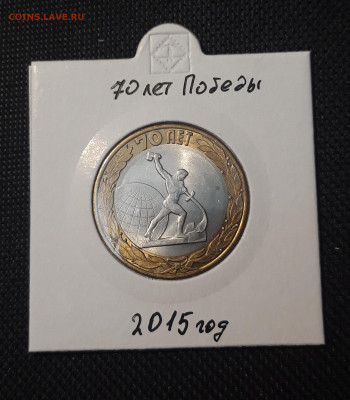 COINS.LAVE.RU
70 лет Победы
70 ЛЕТ
2015 год